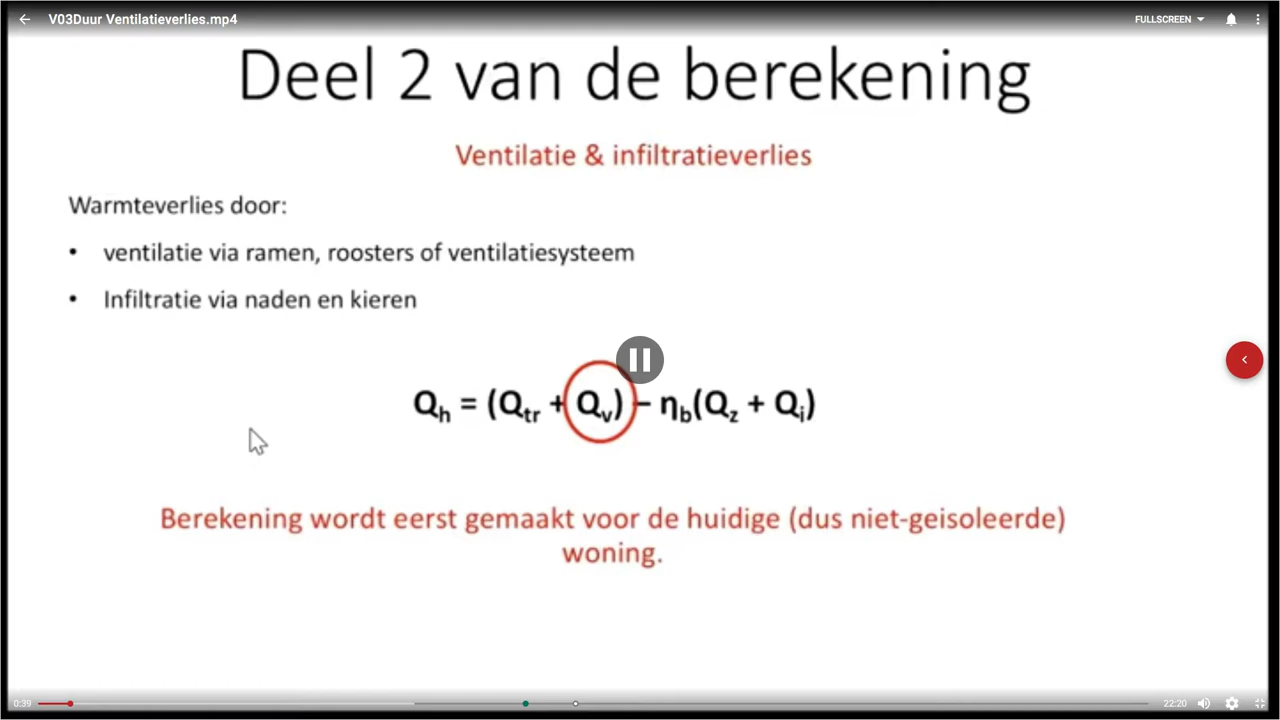 V03Duur Ventilatieverlies.mp4
FULLSCREEN
Deel 2 van de berekening
Ventilatie & infiltratieverlies
Warmteverlies door:
• ventilatie via ramen, roosters of ventilatiesysteem
• Infiltratie via naden en kieren
Qh = (Qtr + Qv) – ηb(Qz + Qi)
Berekening wordt eerst gemaakt voor de huidige (dus niet-geisoleerde)
woning.
0:39
22:20